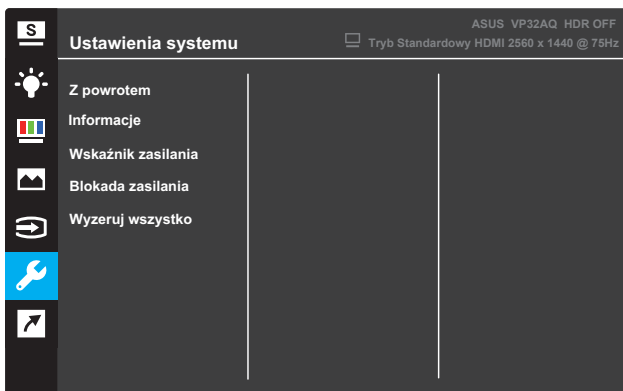 S
ASUS VP32AQ HDR OFF
Ustawienia systemu
Tryb Standardowy HDMI 2560 x 1440 @ 75Hz
Z powrotem
Informacje
Wskaźnik zasilania
Blokada zasilania
Wyzeruj wszystko